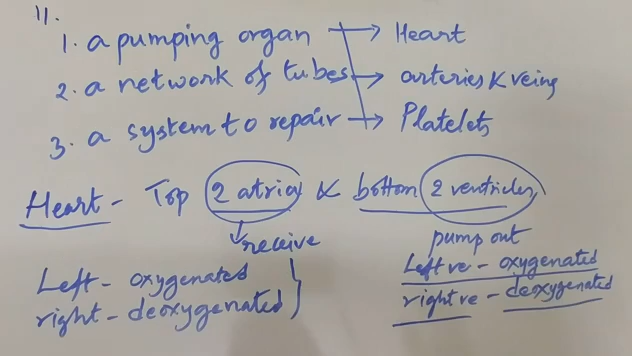 11.
1. a pumping organ → Heart
2. a network of tubes → arteries & veins
3. a system to repair → Platelets
Heart - Top 2 atria & bottom 2 ventricles
receive
pump out
Left - oxygenated
right - deoxygenated
Left ve - oxygenated
right ve - deoxygenated